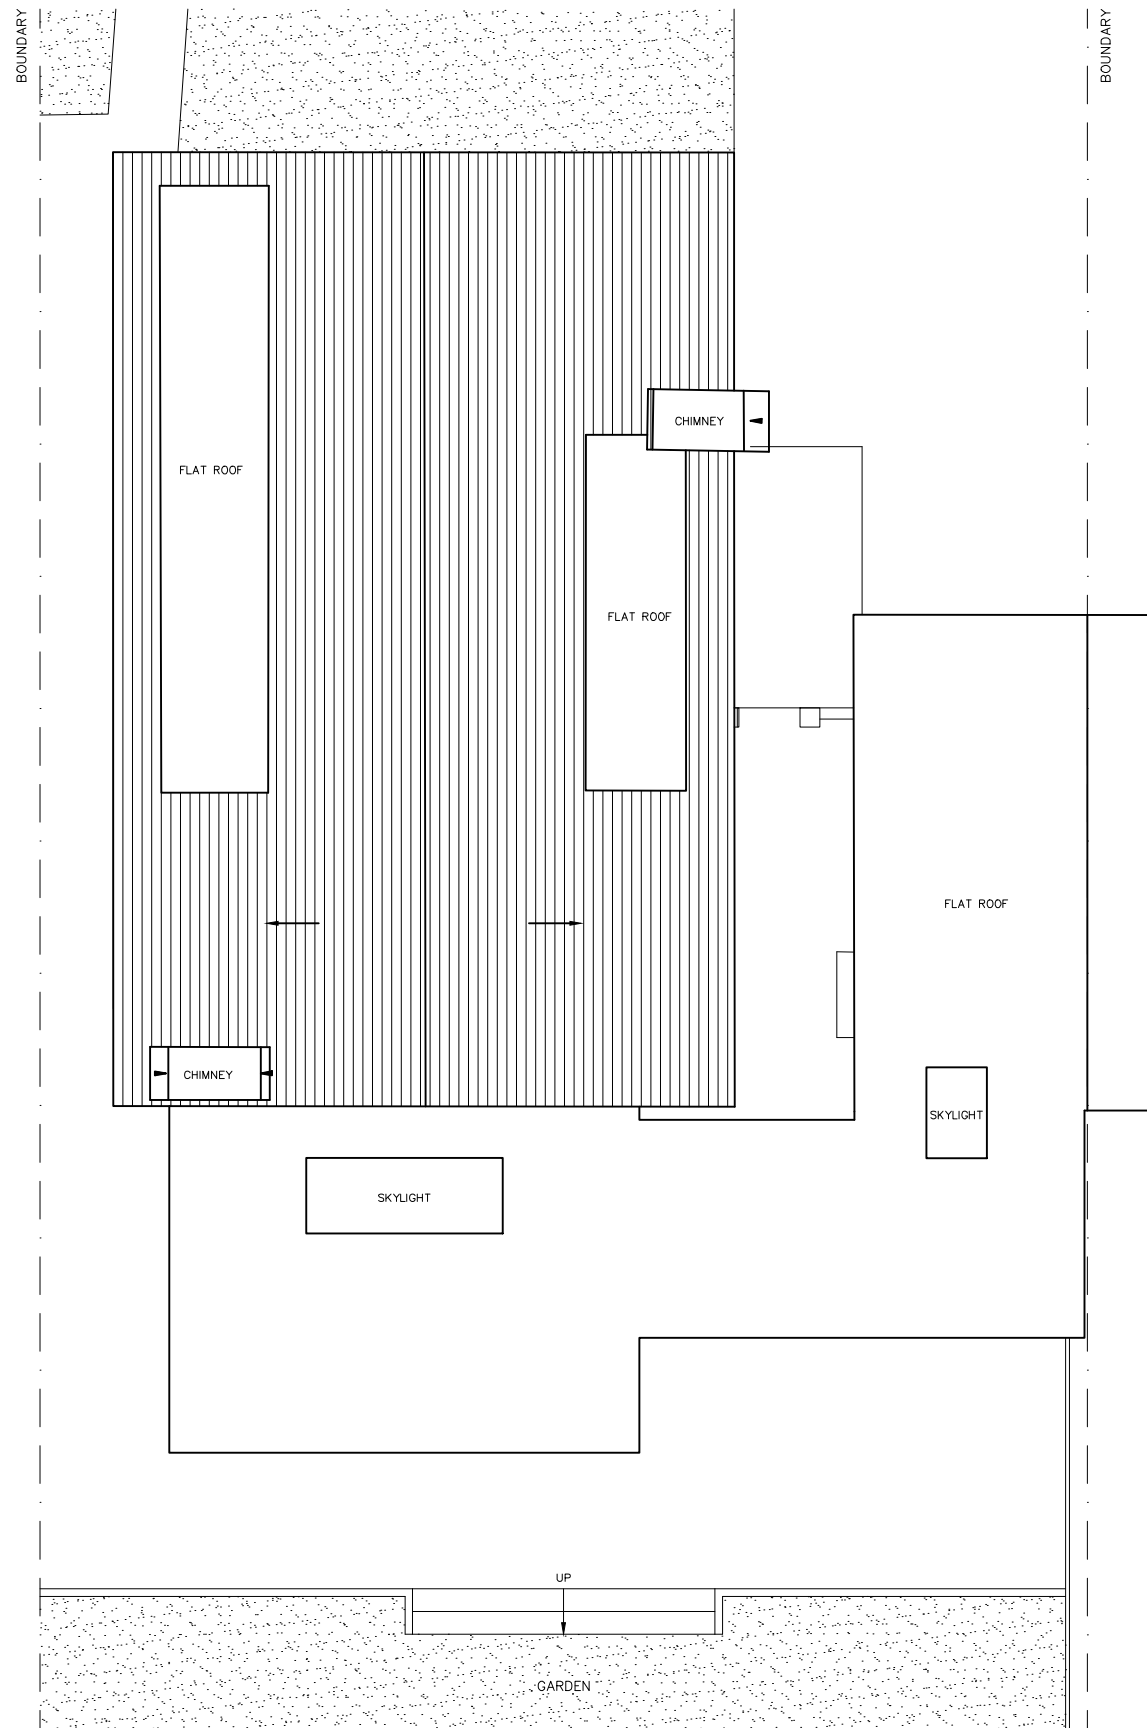 BOUNDARY
BOUNDARY
CHIMNEY
FLAT ROOF
FLAT ROOF
FLAT ROOF
CHIMNEY
SKYLIGHT
SKYLIGHT
UP
GARDEN